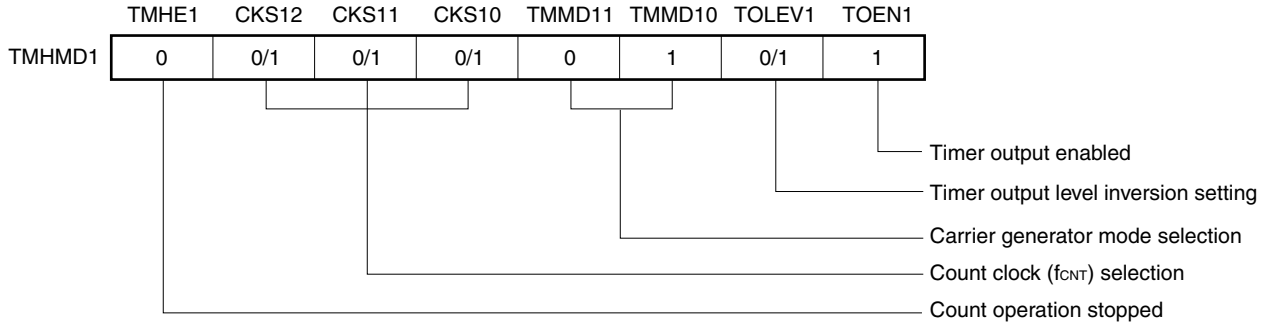 TMHE1 CKS12 CKS11 CKS10 TMMD11 TMMD10 TOLEV1 TOEN1
TMHMD1 0 0/1 0/1 0/1 0 1 0/1 1
Timer output enabled
Timer output level inversion setting
Carrier generator mode selection
Count clock (fCNT) selection
Count operation stopped